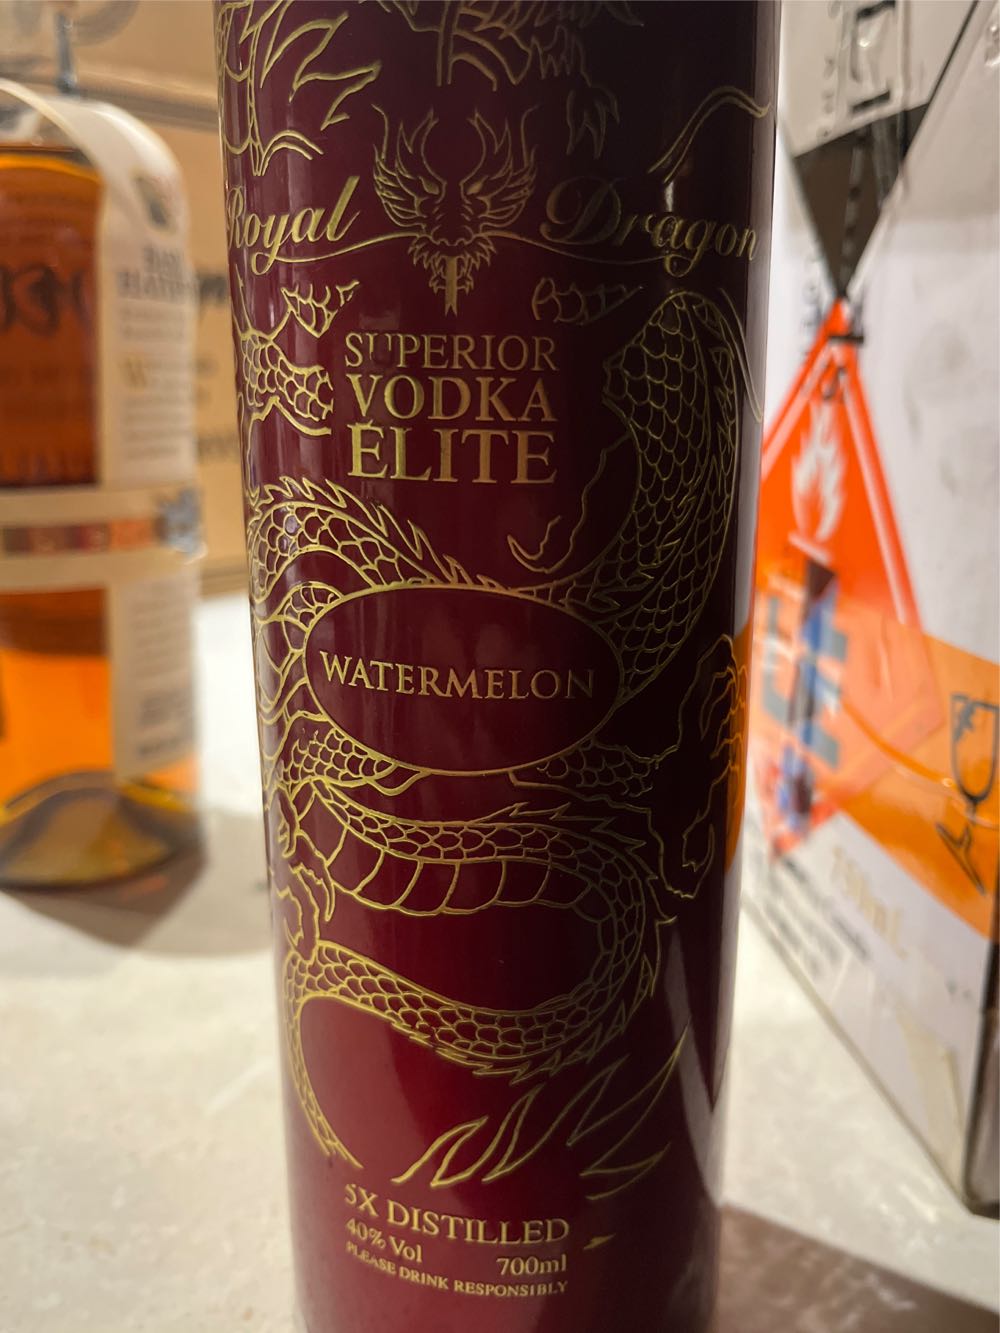 Royal Dragon
SUPERIOR
VODKA
ÉLITE
WATERMELON
5X DISTILLED
40% Vol 700ml
PLEASE DRINK RESPONSIBLY